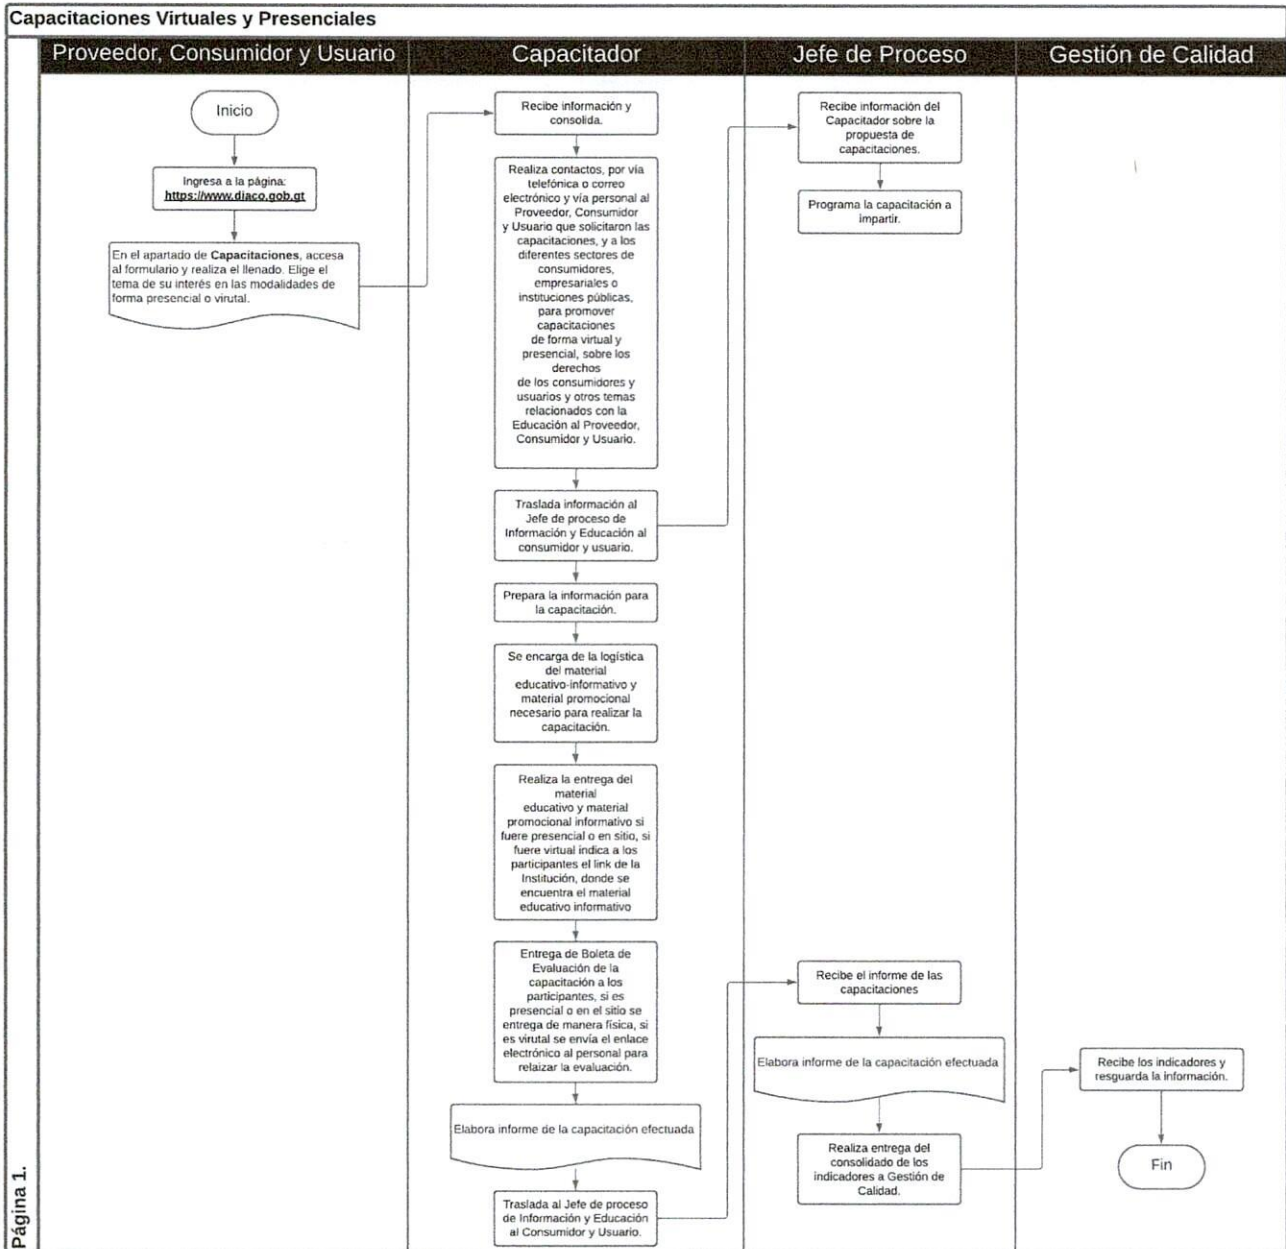 Capacitaciones Virtuales y Presenciales
Proveedor, Consumidor y Usuario
Capacitador
Jefe de Proceso
Gestión de Calidad
Inicio
Ingresa a la página:
https://www.diaco.gob.gt
En el apartado de Capacitaciones, accesa
al formulario y realiza el llenado. Elige el
tema de su interés en las modalidades de
forma presencial o virutal.
Recibe información y
consolida.
Realiza contactos, por vía
telefónica o correo
electrónico y vía personal al
Proveedor, Consumidor
y Usuario que solicitaron las
capacitaciones, y a los
diferentes sectores de
consumidores,
empresariales o
instituciones públicas,
para promover
capacitaciones
de forma virtual y
presencial, sobre los
derechos
de los consumidores y
usuarios y otros temas
relacionados con la
Educación al Proveedor,
Consumidor y Usuario.
Traslada información al
Jefe de proceso de
Información y Educación al
consumidor y usuario.
Recibe información del
Capacitador sobre la
propuesta de
capacitaciones.
Programa la capacitación a
impartir.
Prepara la información para
la capacitación.
Se encarga de la logística
del material
educativo-informativo y
material promocional
necesario para realizar la
capacitación.
Realiza la entrega del
material
educativo y material
promocional informativo si
fuere presencial o en sitio, si
fuere virtual indica a los
participantes el link de la
Institución, donde se
encuentra el material
educativo informativo
Entrega de Boleta de
Evaluación de la
capacitación a los
participantes, si es
presencial o en el sitio se
entrega de manera física, si
es virutal se envía el enlace
electrónico al personal para
relaizar la evaluación.
Elabora informe de la capacitación efectuada
Traslada al Jefe de proceso
de Información y Educación
al Consumidor y Usuario.
Recibe el informe de las
capacitaciones
Elabora informe de la capacitación efectuada
Realiza entrega del
consolidado de los
indicadores a Gestión de
Calidad.
Recibe los indicadores y
resguarda la información.
Fin
Página 1.